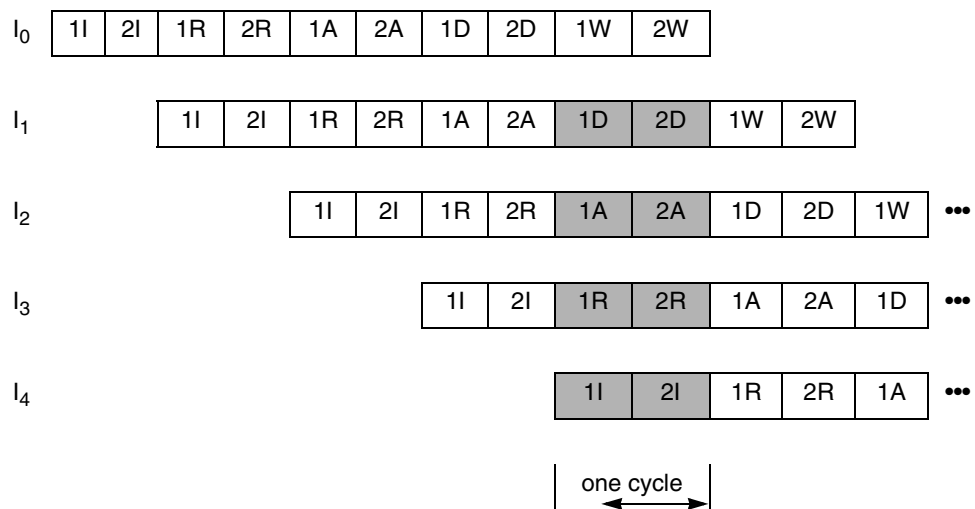 I0 1I 2I 1R 2R 1A 2A 1D 2D 1W 2W
I1 1I 2I 1R 2R 1A 2A 1D 2D 1W 2W
I2 1I 2I 1R 2R 1A 2A 1D 2D 1W •••
I3 1I 2I 1R 2R 1A 2A 1D •••
I4 1I 2I 1R 2R 1A •••
one cycle